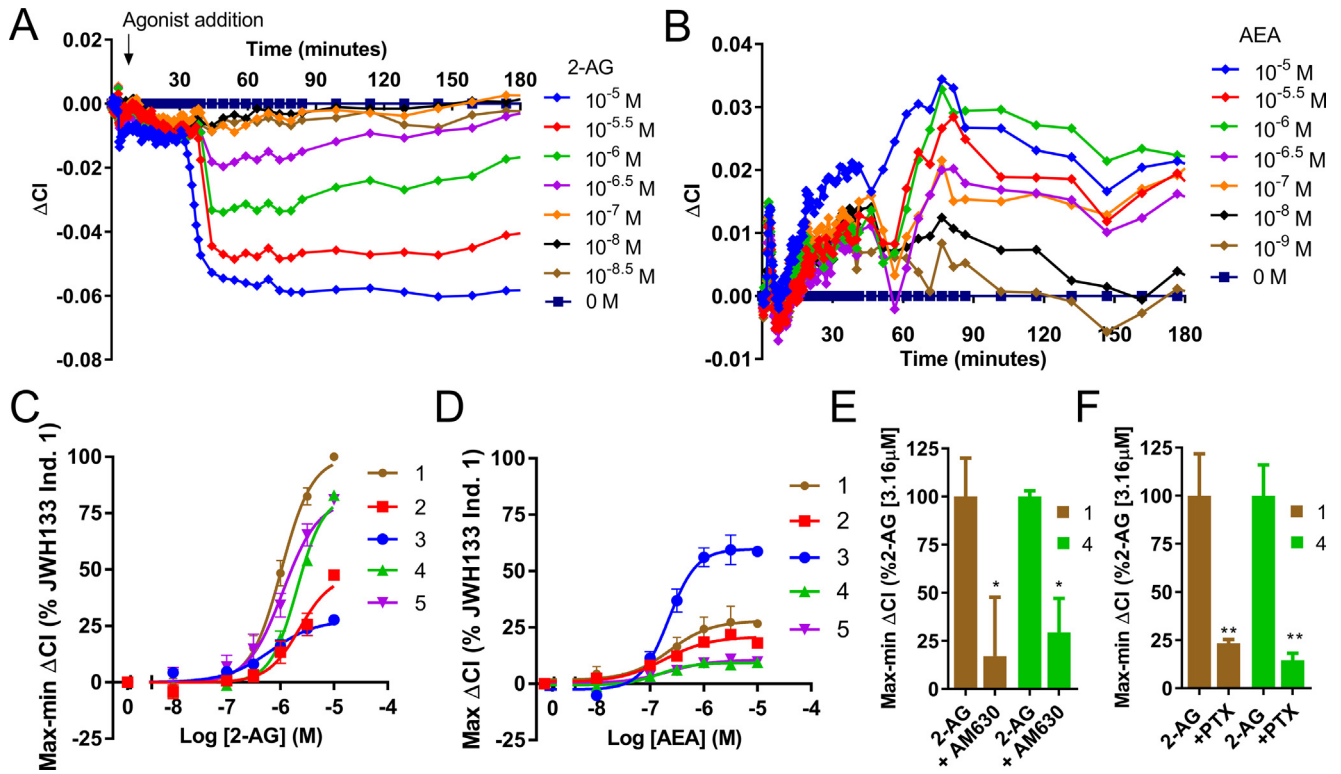 A
Agonist addition
Time (minutes)
ΔCI
0.02
0.00
-0.02
-0.04
-0.06
-0.08
30 60 90 120 150 180
2-AG
10⁻⁵ M
10⁻⁵·⁵ M
10⁻⁶ M
10⁻⁶·⁵ M
10⁻⁷ M
10⁻⁸ M
10⁻⁸·⁵ M
0 M
B
ΔCI
0.04
0.03
0.02
0.01
0.00
-0.01
30 60 90 120 150 180
Time (minutes)
AEA
10⁻⁵ M
10⁻⁵·⁵ M
10⁻⁶ M
10⁻⁶·⁵ M
10⁻⁷ M
10⁻⁸ M
10⁻⁹ M
0 M
C
Max-min ΔCI (% JWH133 Ind. 1)
100
75
50
25
0
-25
0 -8 -7 -6 -5 -4
Log [2-AG] (M)
1
2
3
4
5
D
Max ΔCI (% JWH133 Ind. 1)
100
75
50
25
0
-25
0 -8 -7 -6 -5 -4
Log [AEA] (M)
1
2
3
4
5
E
Max-min ΔCI (%2-AG [3.16µM]
125
100
75
50
25
0
* *
2-AG
+ AM630
2-AG
+ AM630
1
4
F
Max-min ΔCI (%2-AG [3.16µM]
125
100
75
50
25
0
** **
2-AG
+PTX
2-AG
+PTX
1
4